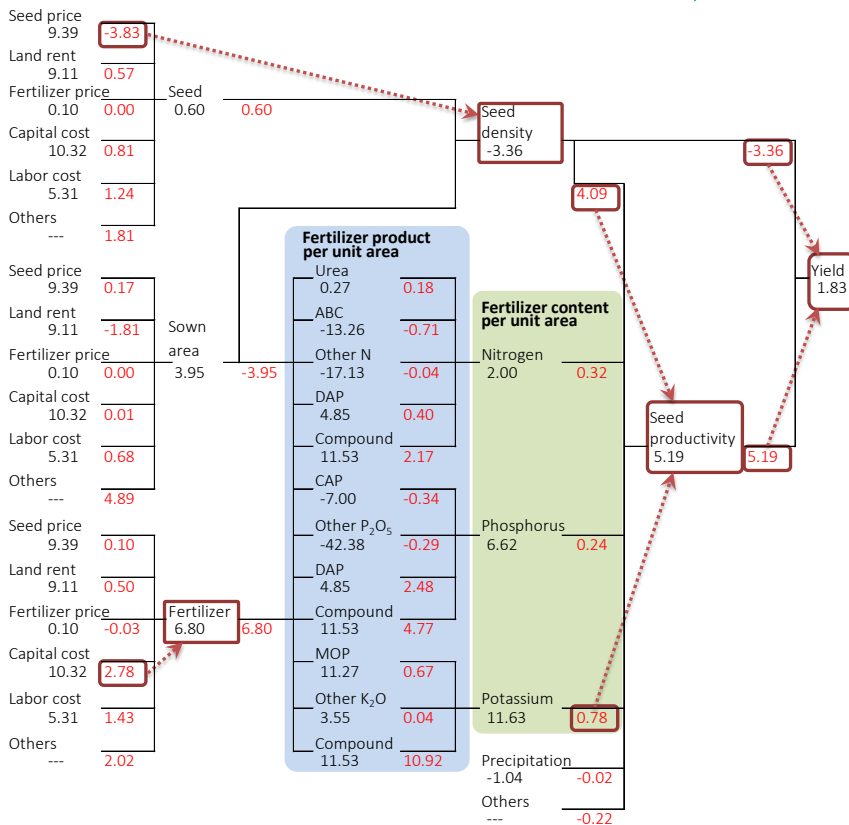 Seed price
9.39 -3.83
Land rent
9.11 0.57
Fertilizer price
0.10 0.00
Capital cost
10.32 0.81
Labor cost
5.31 1.24
Others
--- 1.81
Seed
0.60 0.60
Seed price
9.39 0.17
Land rent
9.11 -1.81
Fertilizer price
0.10 0.00
Capital cost
10.32 0.01
Labor cost
5.31 0.68
Others
--- 4.89
Sown
area
3.95 -3.95
Seed price
9.39 0.10
Land rent
9.11 0.50
Fertilizer price
0.10 -0.03
Capital cost
10.32 2.78
Labor cost
5.31 1.43
Others
--- 2.02
Fertilizer
6.80 6.80
Fertilizer product
per unit area
Urea
0.27 0.18
ABC
-13.26 -0.71
Other N
-17.13 -0.04
DAP
4.85 0.40
Compound
11.53 2.17
CAP
-7.00 -0.34
Other P₂O₅
-42.38 -0.29
DAP
4.85 2.48
Compound
11.53 4.77
MOP
11.27 0.67
Other K₂O
3.55 0.04
Compound
11.53 10.92
Fertilizer content
per unit area
Nitrogen
2.00 0.32
Phosphorus
6.62 0.24
Potassium
11.63 0.78
Precipitation
-1.04 -0.02
Others
--- -0.22
Seed
density
-3.36
4.09
-3.36
Seed
productivity
5.19 5.19
Yield
1.83